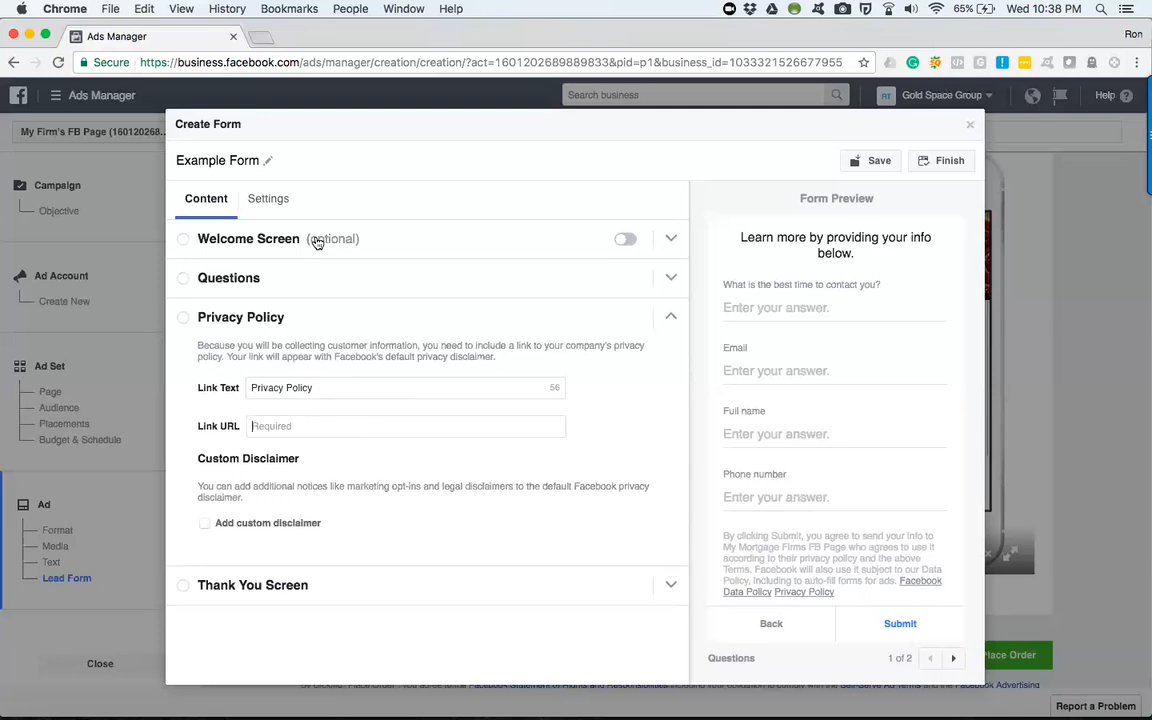 Chrome File Edit View History Bookmarks People Window Help 65% Wed 10:38 PM
Ads Manager Ron
Secure https://business.facebook.com/ads/manager/creation/creation/?act=1601202689889833&pid=p1&business_id=1033321526677955
Ads Manager Search business RT Gold Space Group Help
My Firm's FB Page (160120268...
Create Form
Example Form Save Finish
Campaign
Objective
Ad Account
Create New
Ad Set
Page
Audience
Placements
Budget & Schedule
Ad
Format
Media
Text
Lead Form
Close
Content Settings
Welcome Screen (optional)
Questions
Privacy Policy
Because you will be collecting customer information, you need to include a link to your company's privacy
policy. Your link will appear with Facebook's default privacy disclaimer.
Link Text Privacy Policy 56
Link URL Required
Custom Disclaimer
You can add additional notices like marketing opt-ins and legal disclaimers to the default Facebook privacy
disclaimer.
Add custom disclaimer
Thank You Screen
Form Preview
Learn more by providing your info
below.
What is the best time to contact you?
Enter your answer.
Email
Enter your answer.
Full name
Enter your answer.
Phone number
Enter your answer.
By clicking Submit, you agree to send your info to
My Mortgage Firms FB Page who agrees to use it
according to their privacy policy and the above
Terms. Facebook will also use it subject to our Data
Policy, including to auto-fill forms for ads. Facebook
Data Policy Privacy Policy
Back Submit
Questions 1 of 2
Place Order
Report a Problem